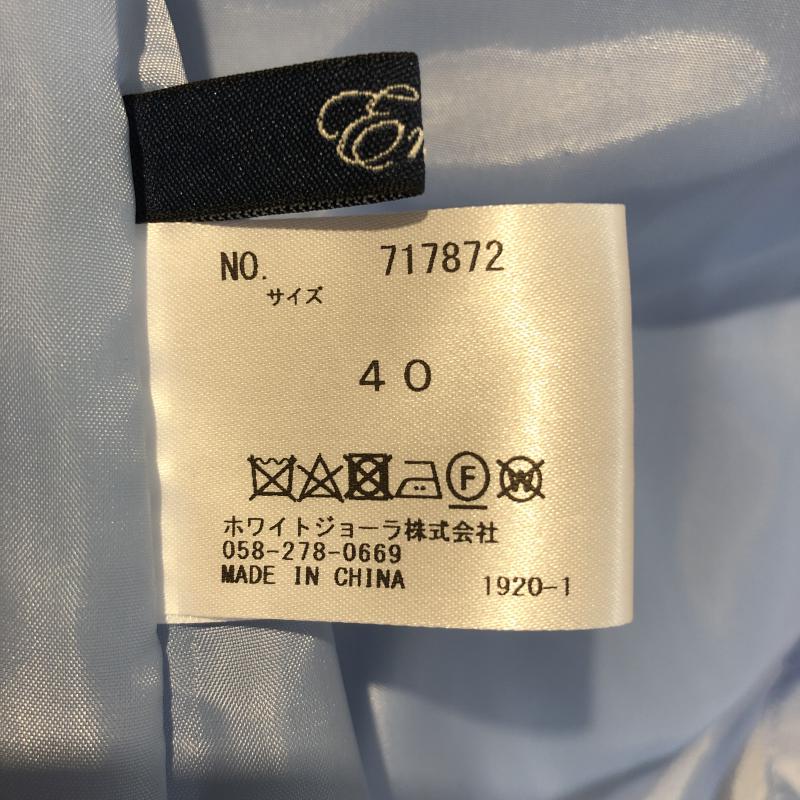 NO. 717872
サイズ
40
F W
ホワイトジョーラ株式会社
058-278-0669
MADE IN CHINA 1920-1